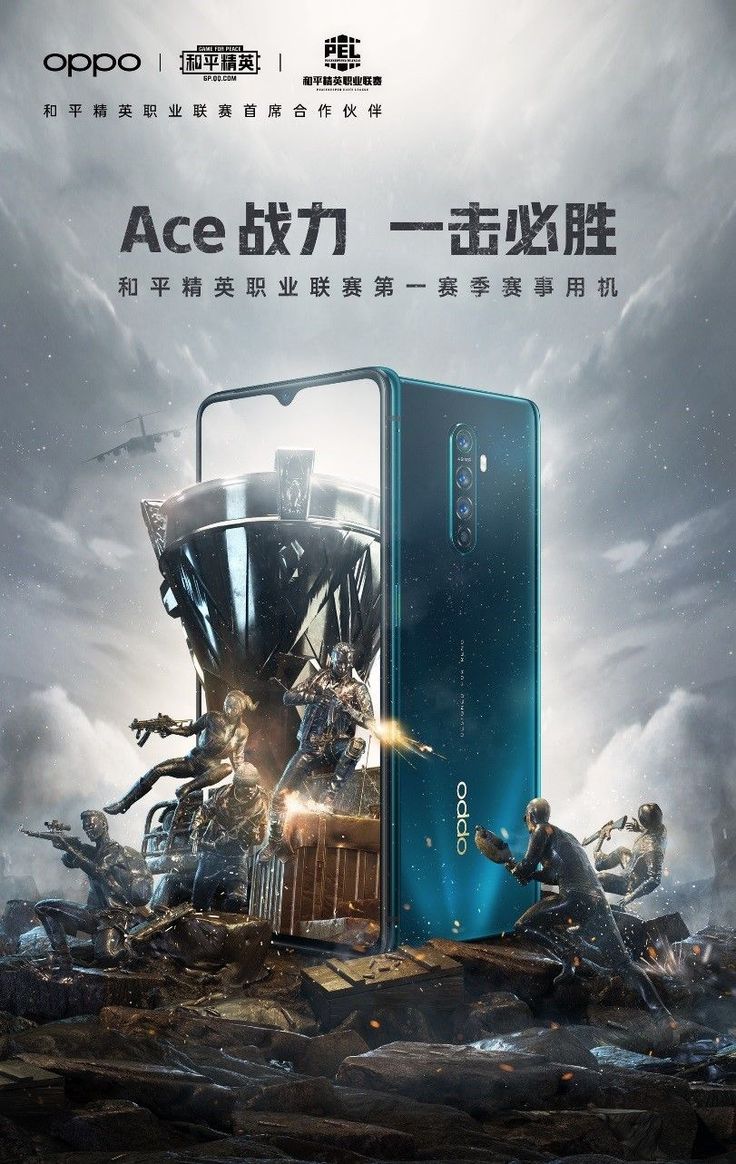 oppo
GAME FOR PEACE
和平精英
GP.QQ.COM
PEL
和平精英职业联赛
PEACEKEEPER ELITE LEAGUE
和平精英职业联赛首席合作伙伴
Ace 战力 一击必胜
和平精英职业联赛第一赛季赛事用机
oppo